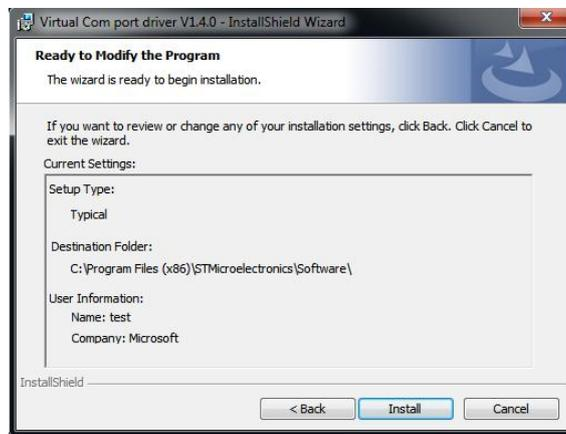 Virtual Com port driver V1.4.0 - InstallShield Wizard
Ready to Modify the Program
The wizard is ready to begin installation.
If you want to review or change any of your installation settings, click Back. Click Cancel to
exit the wizard.
Current Settings:
Setup Type:
Typical
Destination Folder:
C:\Program Files (x86)\STMicroelectronics\Software\
User Information:
Name: test
Company: Microsoft
InstallShield
< Back
Install
Cancel